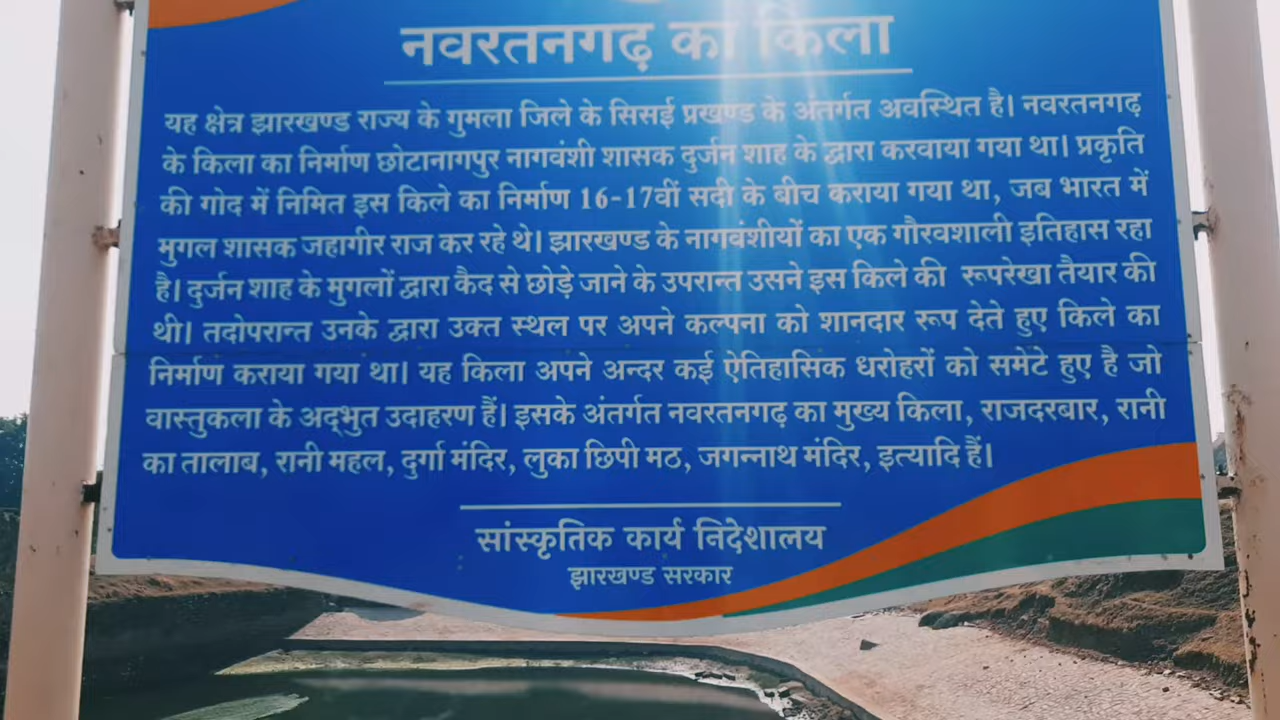 नवरतनगढ़ का किला
यह क्षेत्र झारखण्ड राज्य के गुमला जिले के सिसई प्रखण्ड के अंतर्गत अवस्थित है। नवरतनगढ़
के किला का निर्माण छोटानागपुर नागवंशी शासक दुर्जन शाह के द्वारा करवाया गया था। प्रकृति
की गोद में निमित इस किले का निर्माण 16-17वीं सदी के बीच कराया गया था, जब भारत में
मुगल शासक जहागीर राज कर रहे थे। झारखण्ड के नागवंशीयों का एक गौरवशाली इतिहास रहा
है। दुर्जन शाह के मुगलों द्वारा कैद से छोड़े जाने के उपरान्त उसने इस किले की रूपरेखा तैयार की
थी। तदोपरान्त उनके द्वारा उक्त स्थल पर अपने कल्पना को शानदार रूप देते हुए किले का
निर्माण कराया गया था। यह किला अपने अन्दर कई ऐतिहासिक धरोहरों को समेटे हुए है जो
वास्तुकला के अद्भुत उदाहरण हैं। इसके अंतर्गत नवरतनगढ़ का मुख्य किला, राजदरबार, रानी
का तालाब, रानी महल, दुर्गा मंदिर, लुका छिपी मठ, जगन्नाथ मंदिर, इत्यादि हैं।
सांस्कृतिक कार्य निदेशालय
झारखण्ड सरकार